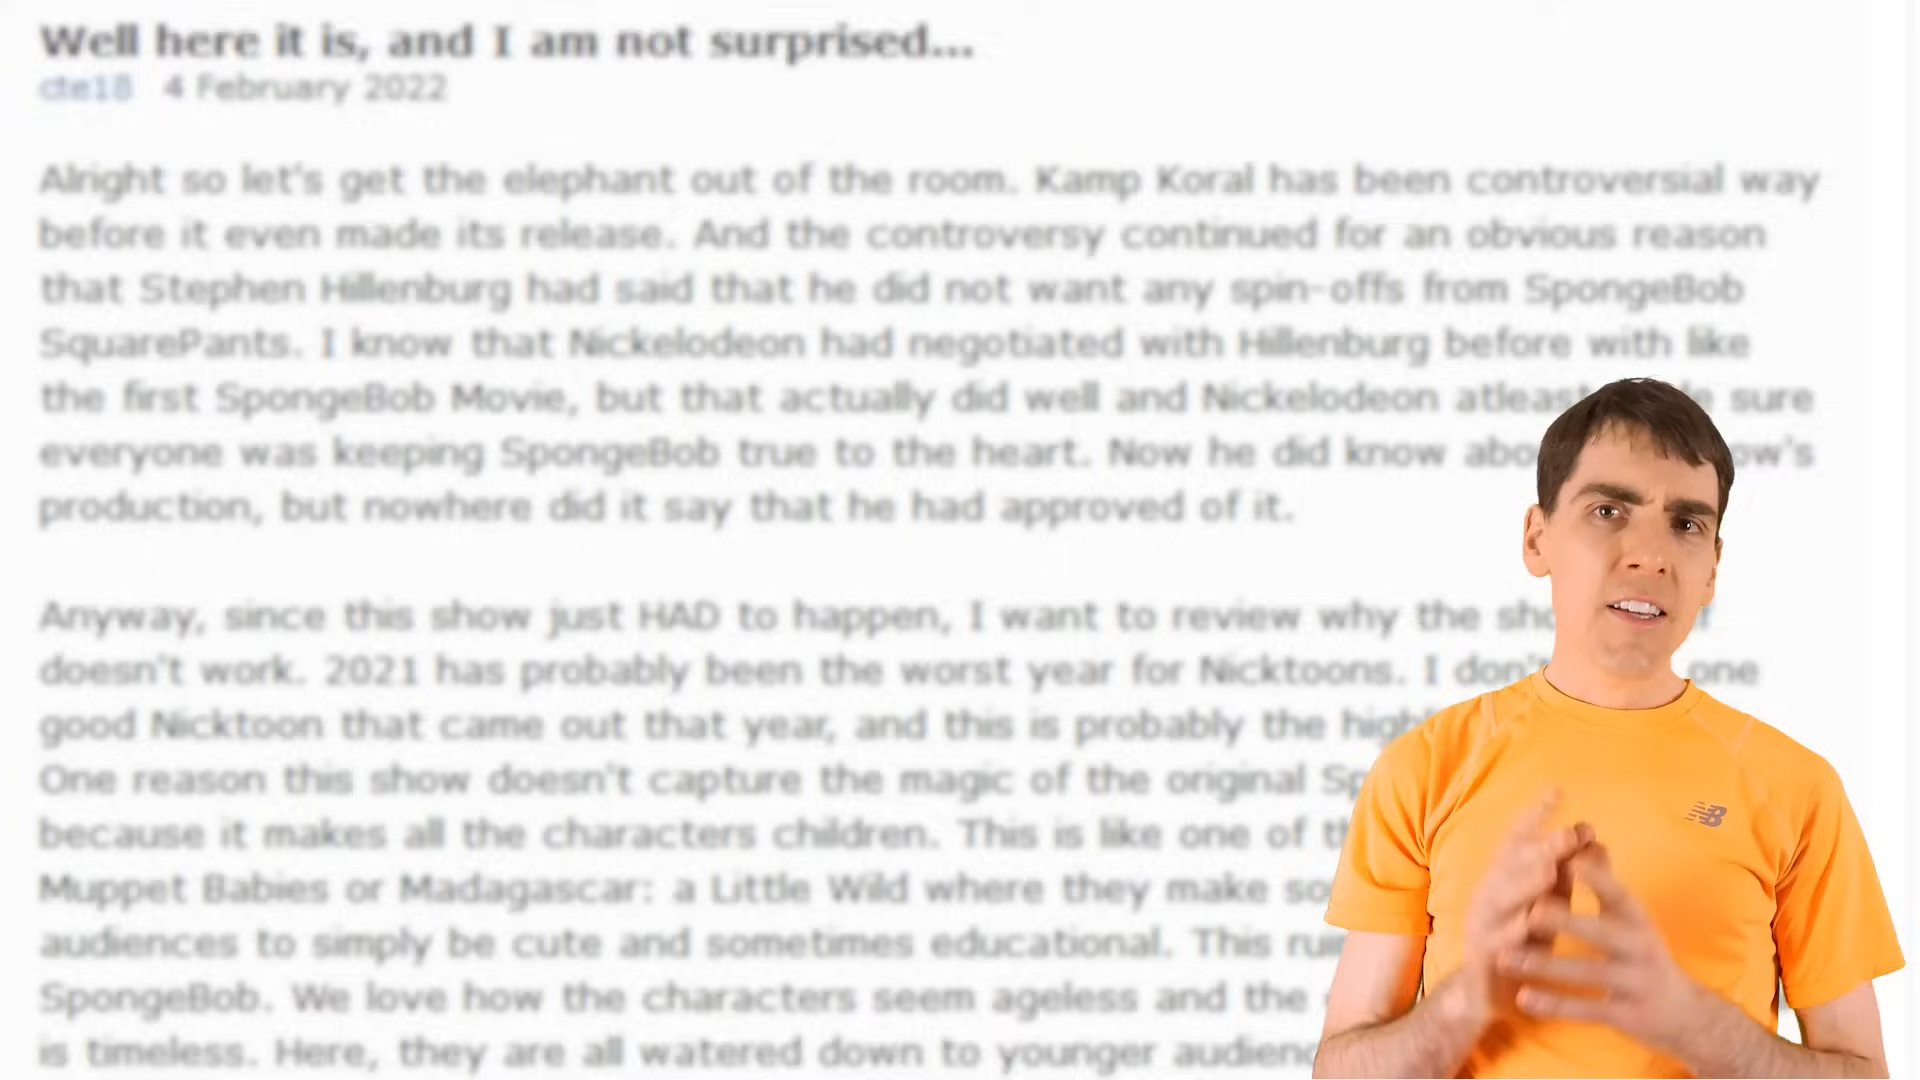 Well here it is, and I am not surprised...
cte18 4 February 2022
Alright so let's get the elephant out of the room. Kamp Koral has been controversial way
before it even made its release. And the controversy continued for an obvious reason
that Stephen Hillenburg had said that he did not want any spin-offs from SpongeBob
SquarePants. I know that Nickelodeon had negotiated with Hillenburg before with like
the first SpongeBob Movie, but that actually did well and Nickelodeon atleast sure
everyone was keeping SpongeBob true to the heart. Now he did know
production, but nowhere did it say that he had approved of it.
Anyway, since this show just HAD to happen, I want to review why the
doesn't work. 2021 has probably been the worst year for Nicktoons. I one
good Nicktoon that came out that year, and this is probably the
One reason this show doesn't capture the magic of the original
because it makes all the characters children. This is like one of
Muppet Babies or Madagascar: a Little Wild where they make
audiences to simply be cute and sometimes educational. This
SpongeBob. We love how the characters seem ageless and the
is timeless. Here, they are all watered down to younger
NB